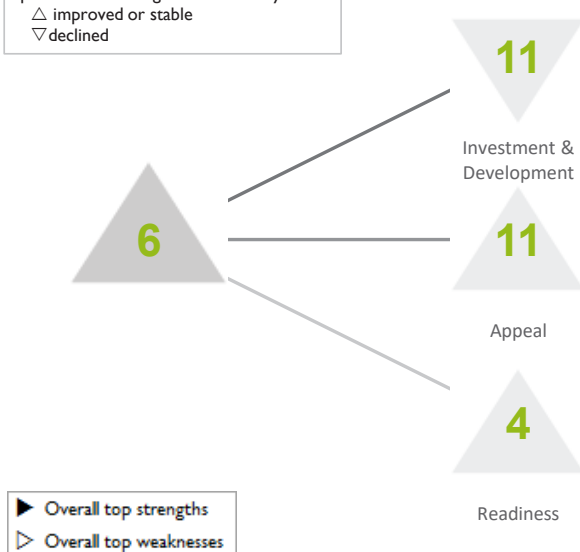 △ improved or stable
▽ declined
11
Investment &
Development
6
11
Appeal
4
Readiness
▶ Overall top strengths
▷ Overall top weaknesses